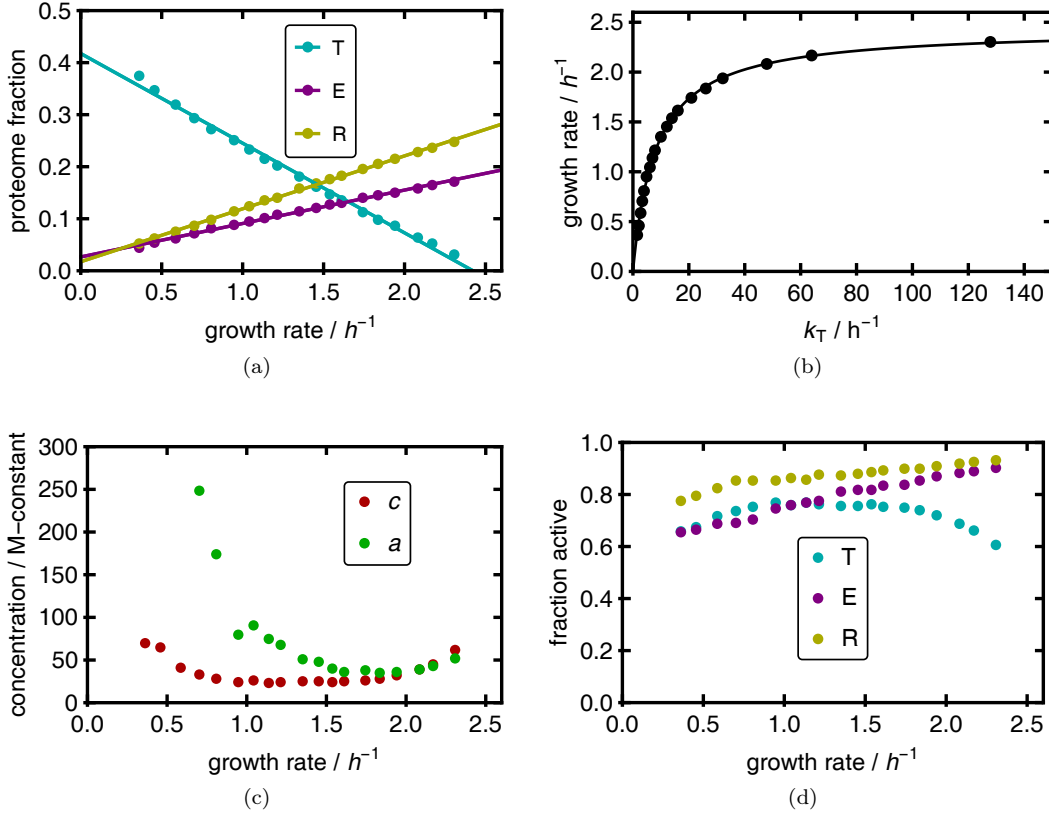 0.5
0.4
0.3
0.2
0.1
0.0
proteome fraction
T
E
R
0.0 0.5 1.0 1.5 2.0 2.5
growth rate / h⁻¹
(a)
2.5
2.0
1.5
1.0
0.5
0.0
growth rate / h⁻¹
0 20 40 60 80 100 120 140
k_T / h⁻¹
(b)
300
250
200
150
100
50
0
concentration / M−constant
c
a
0.0 0.5 1.0 1.5 2.0 2.5
growth rate / h⁻¹
(c)
1.0
0.8
0.6
0.4
0.2
0.0
fraction active
T
E
R
0.0 0.5 1.0 1.5 2.0 2.5
growth rate / h⁻¹
(d)